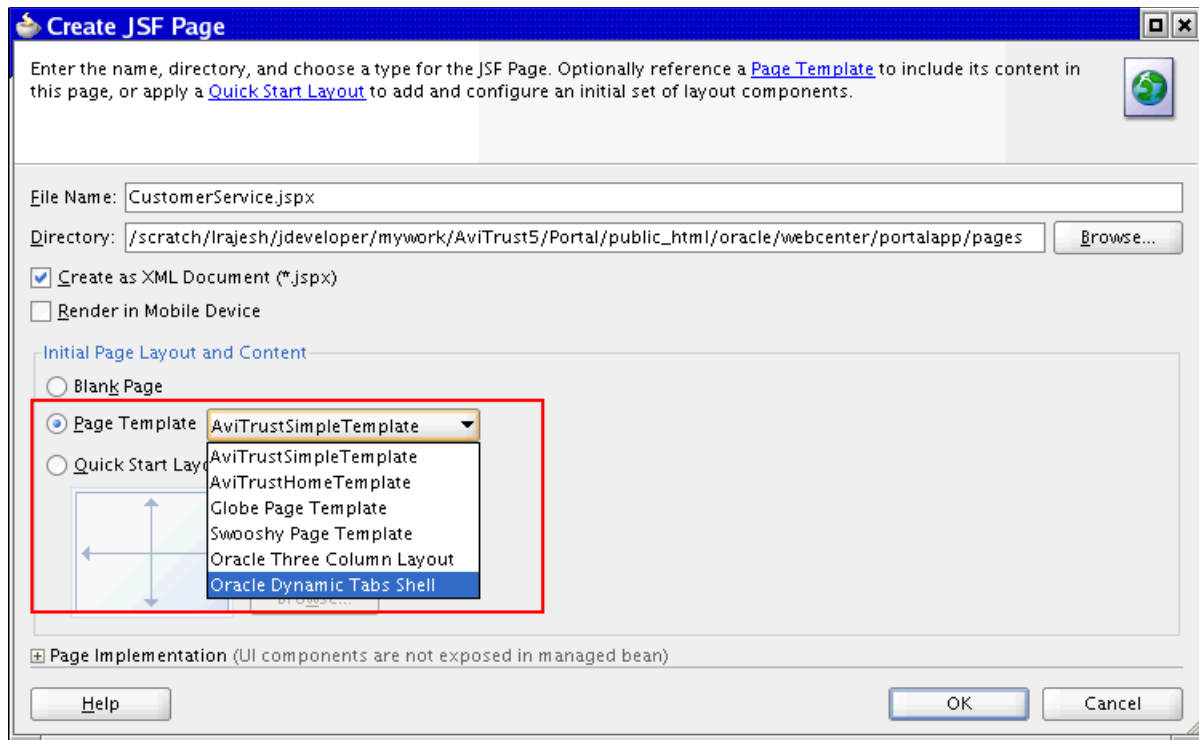 Create JSF Page
Enter the name, directory, and choose a type for the JSF Page. Optionally reference a Page Template to include its content in
this page, or apply a Quick Start Layout to add and configure an initial set of layout components.
File Name: CustomerService.jspx
Directory: /scratch/lrajesh/jdeveloper/mywork/AviTrust5/Portal/public_html/oracle/webcenter/portalapp/pages Browse...
Create as XML Document (*.jspx)
Render in Mobile Device
Initial Page Layout and Content
Blank Page
Page Template AviTrustSimpleTemplate
Quick Start AviTrustSimpleTemplate
AviTrustHomeTemplate
Globe Page Template
Swooshy Page Template
Oracle Three Column Layout
Oracle Dynamic Tabs Shell
Page Implementation (UI components are not exposed in managed bean)
Help OK Cancel